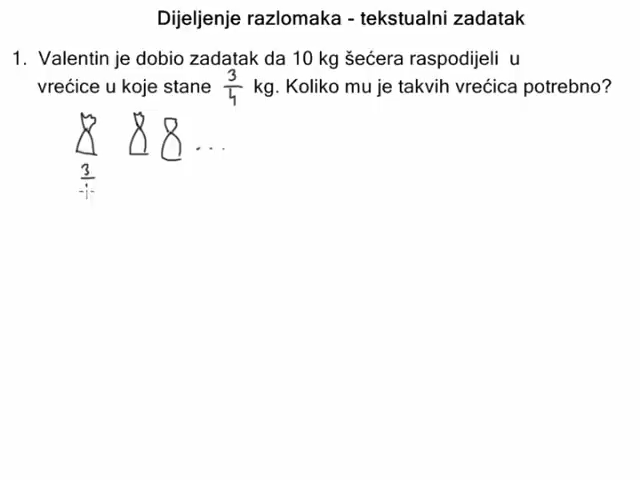 Dijeljenje razlomaka - tekstualni zadatak
1. Valentin je dobio zadatak da 10 kg šećera raspodijeli u
vrećice u koje stane 3/4 kg. Koliko mu je takvih vrećica potrebno?
...
3